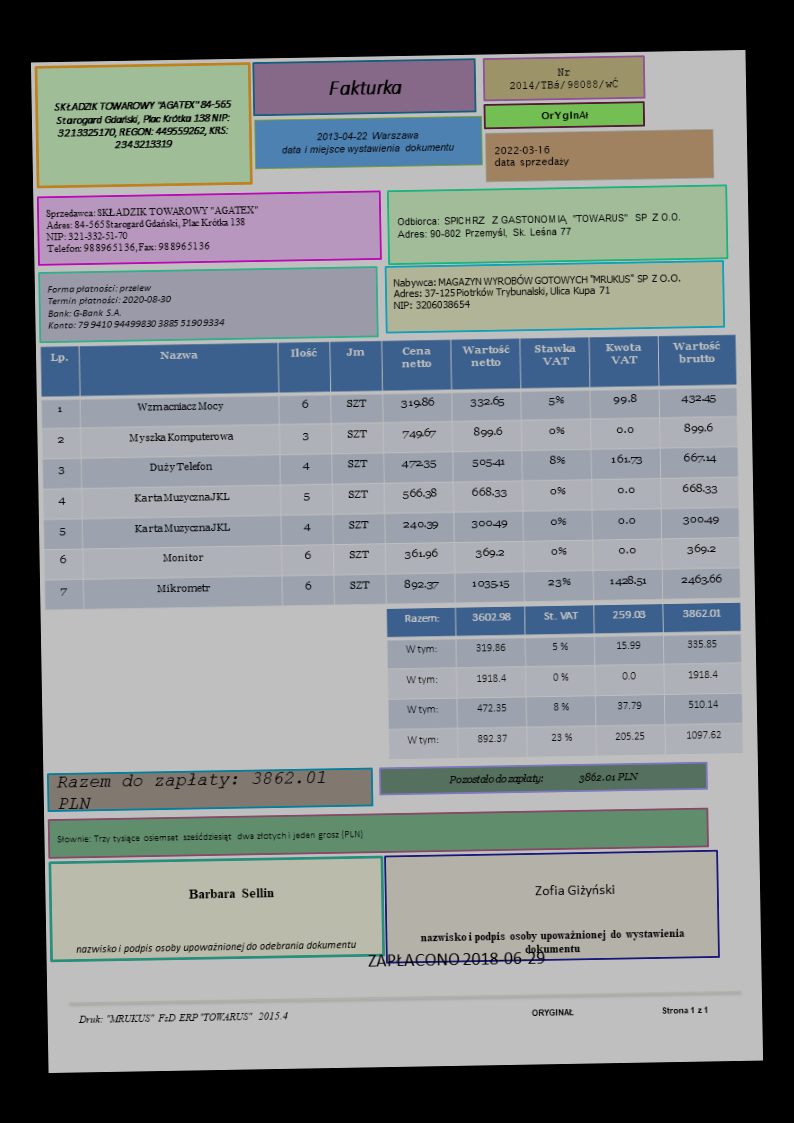 SKŁADZIK TOWAROWY "AGATEX" 84-565
Starogard Gdański, Plac Krótka 138 NIP:
3213325170, REGON: 449559262, KRS:
2343213319
Fakturka
2013-04-22 Warszawa
data i miejsce wystawienia dokumentu
Nr
2014/TBś/98088/wĆ
OrYgInAł
2022-03-16
data sprzedaży
Sprzedawca: SKŁADZIK TOWAROWY "AGATEX"
Adres: 84-565 Starogard Gdański, Plac Krótka 138
NIP: 321-332-51-70
Telefon: 988965136, Fax: 988965136
Odbiorca: SPICHRZ Z GASTONOMIĄ "TOWARUS" SP Z O.O.
Adres: 90-802 Przemyśl, Sk. Leśna 77
Forma płatności: przelew
Termin płatności: 2020-08-30
Bank: G-Bank S.A.
Konto: 79 9410 94499830 3885 51909334
Nabywca: MAGAZYN WYROBÓW GOTOWYCH "MRUKUS" SP Z O.O.
Adres: 37-125 Piotrków Trybunalski, Ulica Kupa 71
NIP: 3206038654
Lp. Nazwa Ilość Jm Cena netto Wartość netto Stawka VAT Kwota VAT Wartość brutto
1 Wzmacniacz Mocy 6 SZT 319.86 332.65 5% 99.8 432.45
2 Myszka Komputerowa 3 SZT 749.67 899.6 0% 0.0 899.6
3 Duży Telefon 4 SZT 472.35 505.41 8% 161.73 667.14
4 Karta Muzyczna JKL 5 SZT 566.38 668.33 0% 0.0 668.33
5 Karta Muzyczna JKL 4 SZT 240.39 300.49 0% 0.0 300.49
6 Monitor 6 SZT 361.96 369.2 0% 0.0 369.2
7 Mikrometr 6 SZT 892.37 1035.15 23% 1428.51 2463.66
Razem: 3602.98 St. VAT 259.03 3862.01
W tym: 319.86 5 % 15.99 335.85
W tym: 1918.4 0 % 0.0 1918.4
W tym: 472.35 8 % 37.79 510.14
W tym: 892.37 23 % 205.25 1097.62
Razem do zapłaty: 3862.01
PLN
Pozostało do zapłaty: 3862.01 PLN
Słownie: Trzy tysiące osiemset sześćdziesiąt dwa złotych i jeden grosz (PLN)
Barbara Sellin
nazwisko i podpis osoby upoważnionej do odebrania dokumentu
Zofia Giżyński
nazwisko i podpis osoby upoważnionej do wystawienia
dokumentu
ZAPŁACONO 2018-06-29
Druk: "MRUKUS" FzD ERP "TOWARUS" 2015.4
ORYGINAŁ
Strona 1 z 1